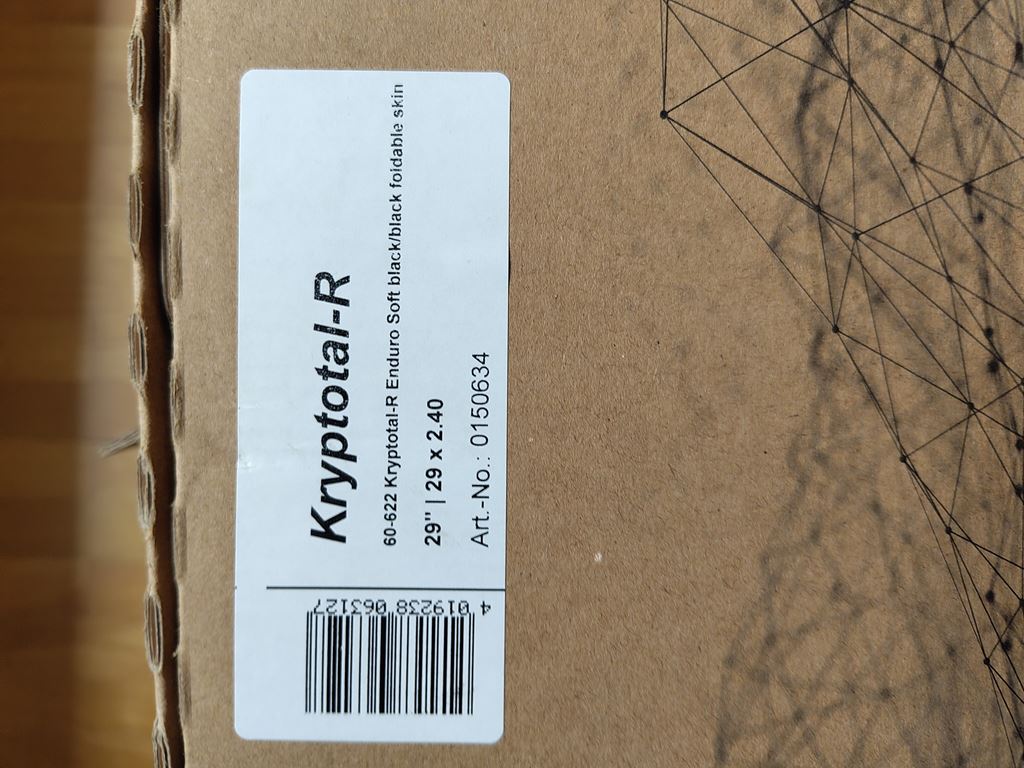 Kryptotal-R
60-622 Kryptotal-R Enduro Soft black/black foldable skin
29" | 29 x 2.40
Art.-No.: 0150634
4 019238 063127